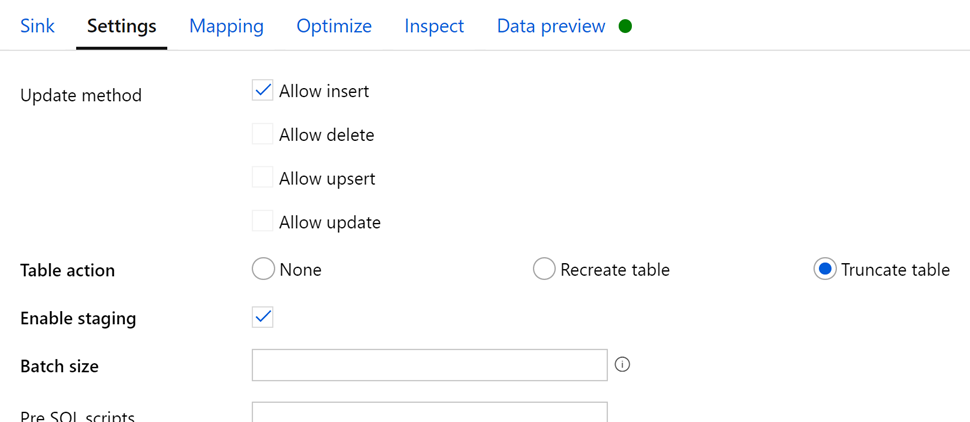 Sink Settings Mapping Optimize Inspect Data preview
Update method Allow insert
Allow delete
Allow upsert
Allow update
Table action None Recreate table Truncate table
Enable staging
Batch size
Pre SQL scripts